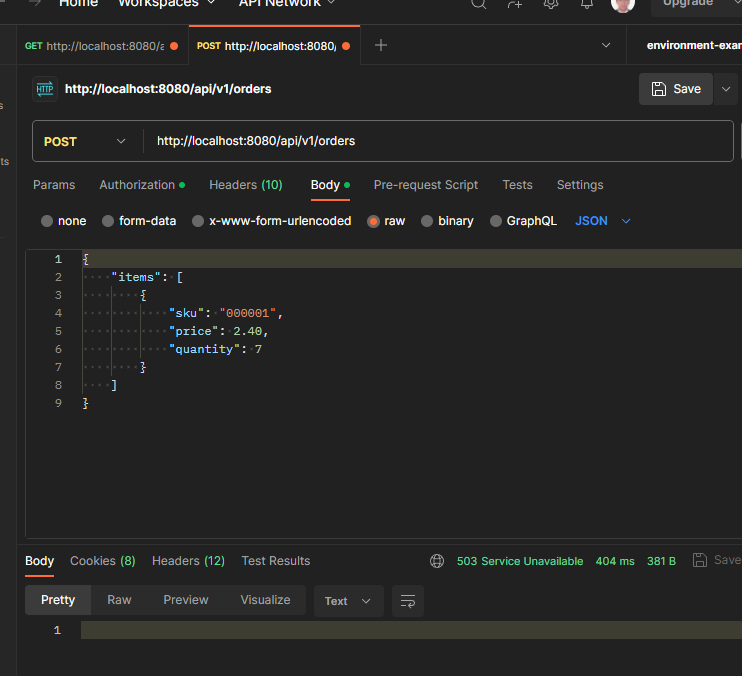 Home Workspaces API Network Upgrade
GET http://localhost:8080/a POST http://localhost:8080/ environment-exam
HTTP http://localhost:8080/api/v1/orders Save
POST http://localhost:8080/api/v1/orders
Params Authorization Headers (10) Body Pre-request Script Tests Settings
none form-data x-www-form-urlencoded raw binary GraphQL JSON
1 {
2 "items": [
3 {
4 "sku": "000001",
5 "price": 2.40,
6 "quantity": 7
7 }
8 ]
9 }
Body Cookies (8) Headers (12) Test Results 503 Service Unavailable 404 ms 381 B Save
Pretty Raw Preview Visualize Text
1